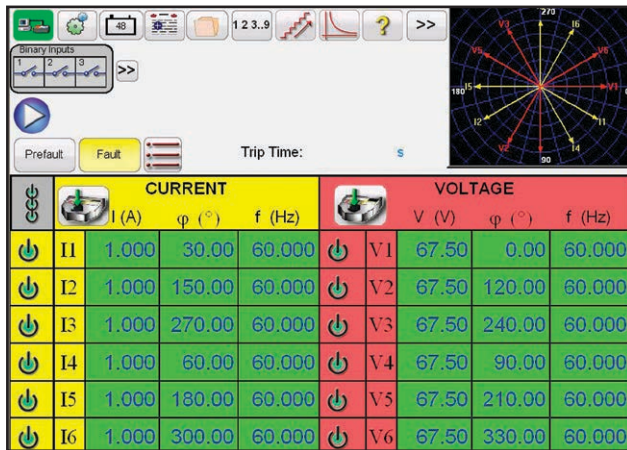 48
1 2 3..9
?
>>
Binary Inputs
1 2 3
>>
Prefault
Fault
Trip Time:
s
270
V3
I6
V5
V6
180
I5
V1
I2
I1
V2
I4
90
CURRENT
VOLTAGE
I (A) φ (°) f (Hz) V (V) φ (°) f (Hz)
I1 1.000 30.00 60.000 V1 67.50 0.00 60.000
I2 1.000 150.00 60.000 V2 67.50 120.00 60.000
I3 1.000 270.00 60.000 V3 67.50 240.00 60.000
I4 1.000 60.00 60.000 V4 67.50 90.00 60.000
I5 1.000 180.00 60.000 V5 67.50 210.00 60.000
I6 1.000 300.00 60.000 V6 67.50 330.00 60.000